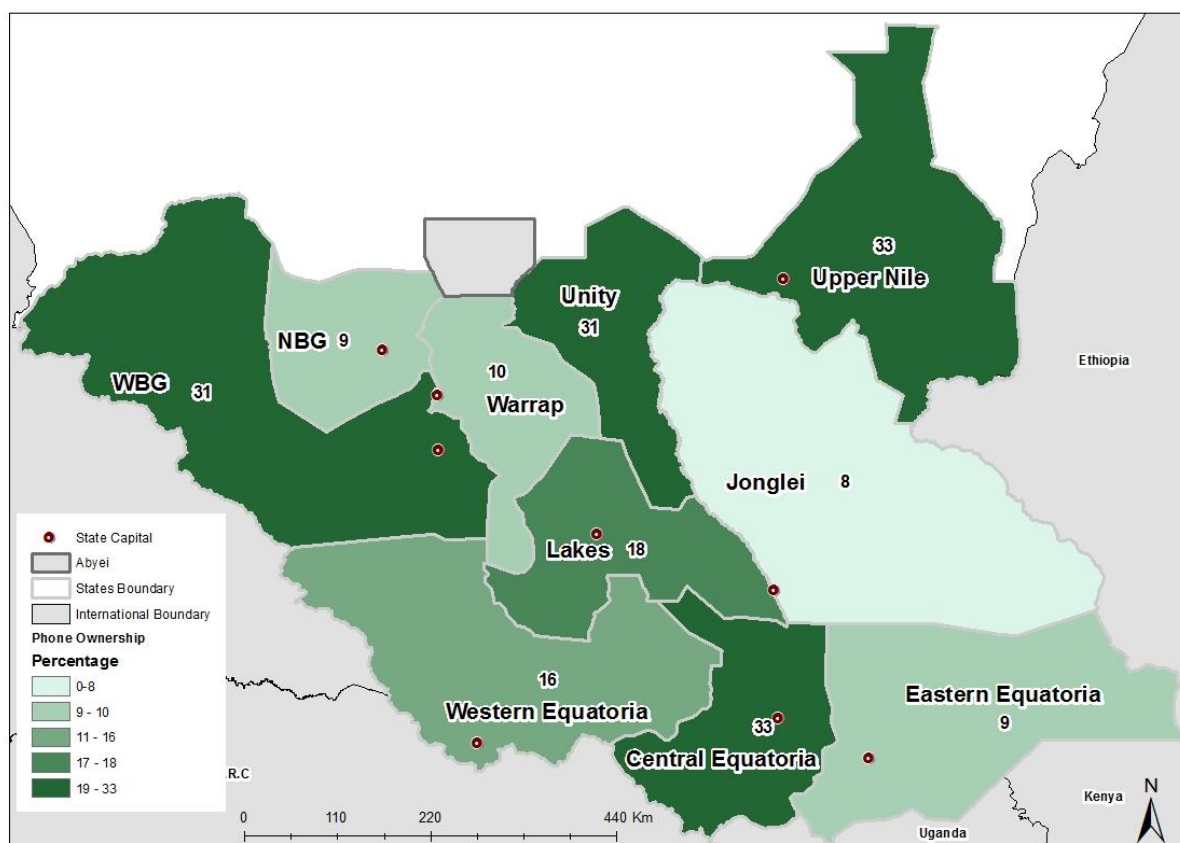 33
Upper Nile
Unity
31
Ethiopia
NBG 9
10
Warrap
WBG 31
Jonglei 8
Lakes 18
16
Western Equatoria
Eastern Equatoria
9
33
Central Equatoria
State Capital
Abyei
States Boundary
International Boundary
Phone Ownership
Percentage
0-8
9 - 10
11 - 16
17 - 18
19 - 33
.R.C
0 110 220 440 Km
Kenya
Uganda
N